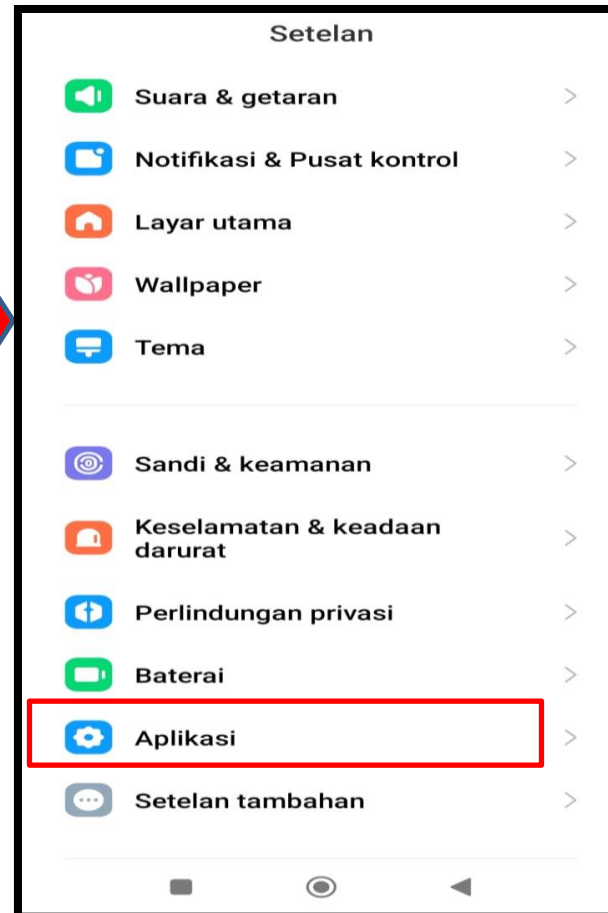 Setelan
Suara & getaran
Notifikasi & Pusat kontrol
Layar utama
Wallpaper
Tema
Sandi & keamanan
Keselamatan & keadaan
darurat
Perlindungan privasi
Baterai
Aplikasi
Setelan tambahan